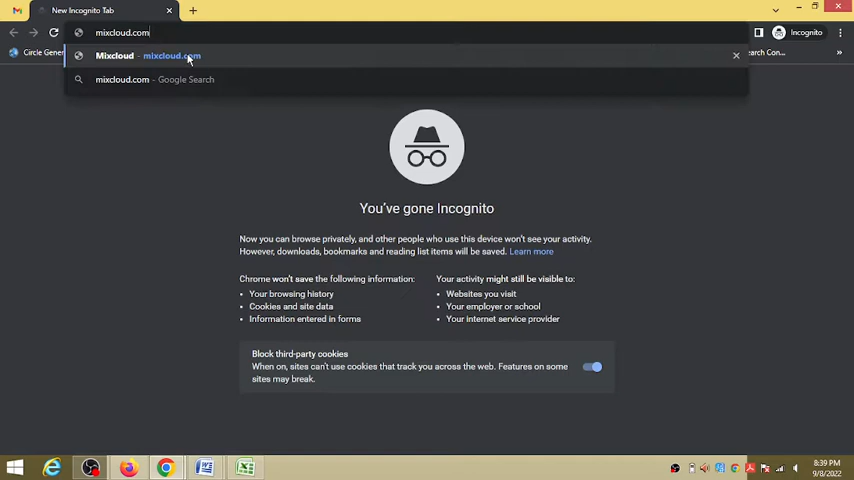 New Incognito Tab
mixcloud.com
Incognito
Circle Gener
Mixcloud - mixcloud.com
earch Con...
mixcloud.com - Google Search
You've gone Incognito
Now you can browse privately, and other people who use this device won't see your activity.
However, downloads, bookmarks and reading list items will be saved. Learn more
Chrome won't save the following information:
• Your browsing history
• Cookies and site data
• Information entered in forms
Your activity might still be visible to:
• Websites you visit
• Your employer or school
• Your internet service provider
Block third-party cookies
When on, sites can't use cookies that track you across the web. Features on some
sites may break.
8:39 PM
9/8/2022